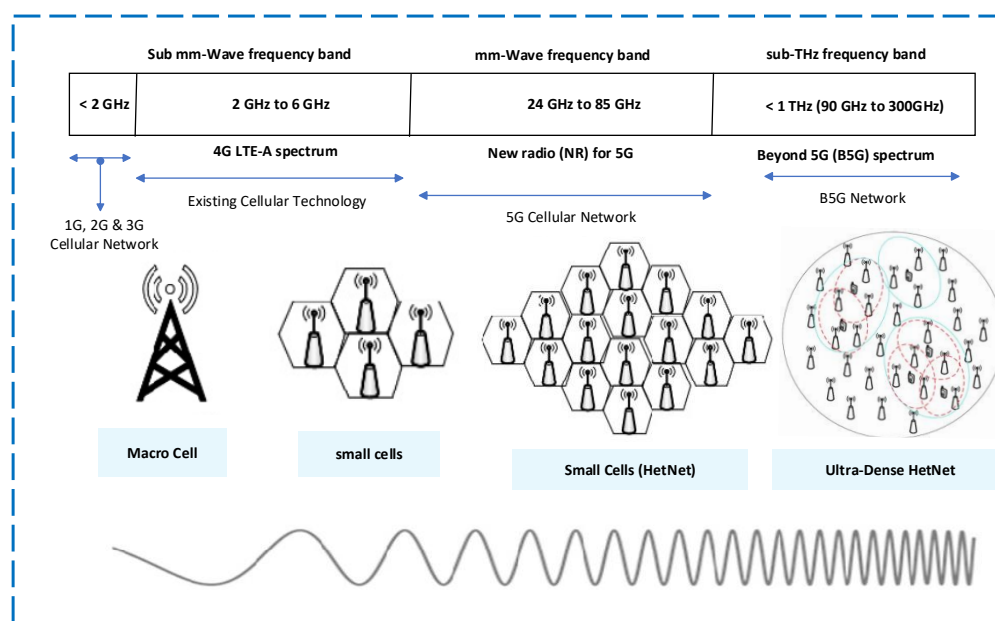 Sub mm-Wave frequency band
mm-Wave frequency band
sub-THz frequency band
< 2 GHz
2 GHz to 6 GHz
24 GHz to 85 GHz
< 1 THz (90 GHz to 300GHz)
4G LTE-A spectrum
New radio (NR) for 5G
Beyond 5G (B5G) spectrum
Existing Cellular Technology
5G Cellular Network
B5G Network
1G, 2G & 3G
Cellular Network
Macro Cell
small cells
Small Cells (HetNet)
Ultra-Dense HetNet